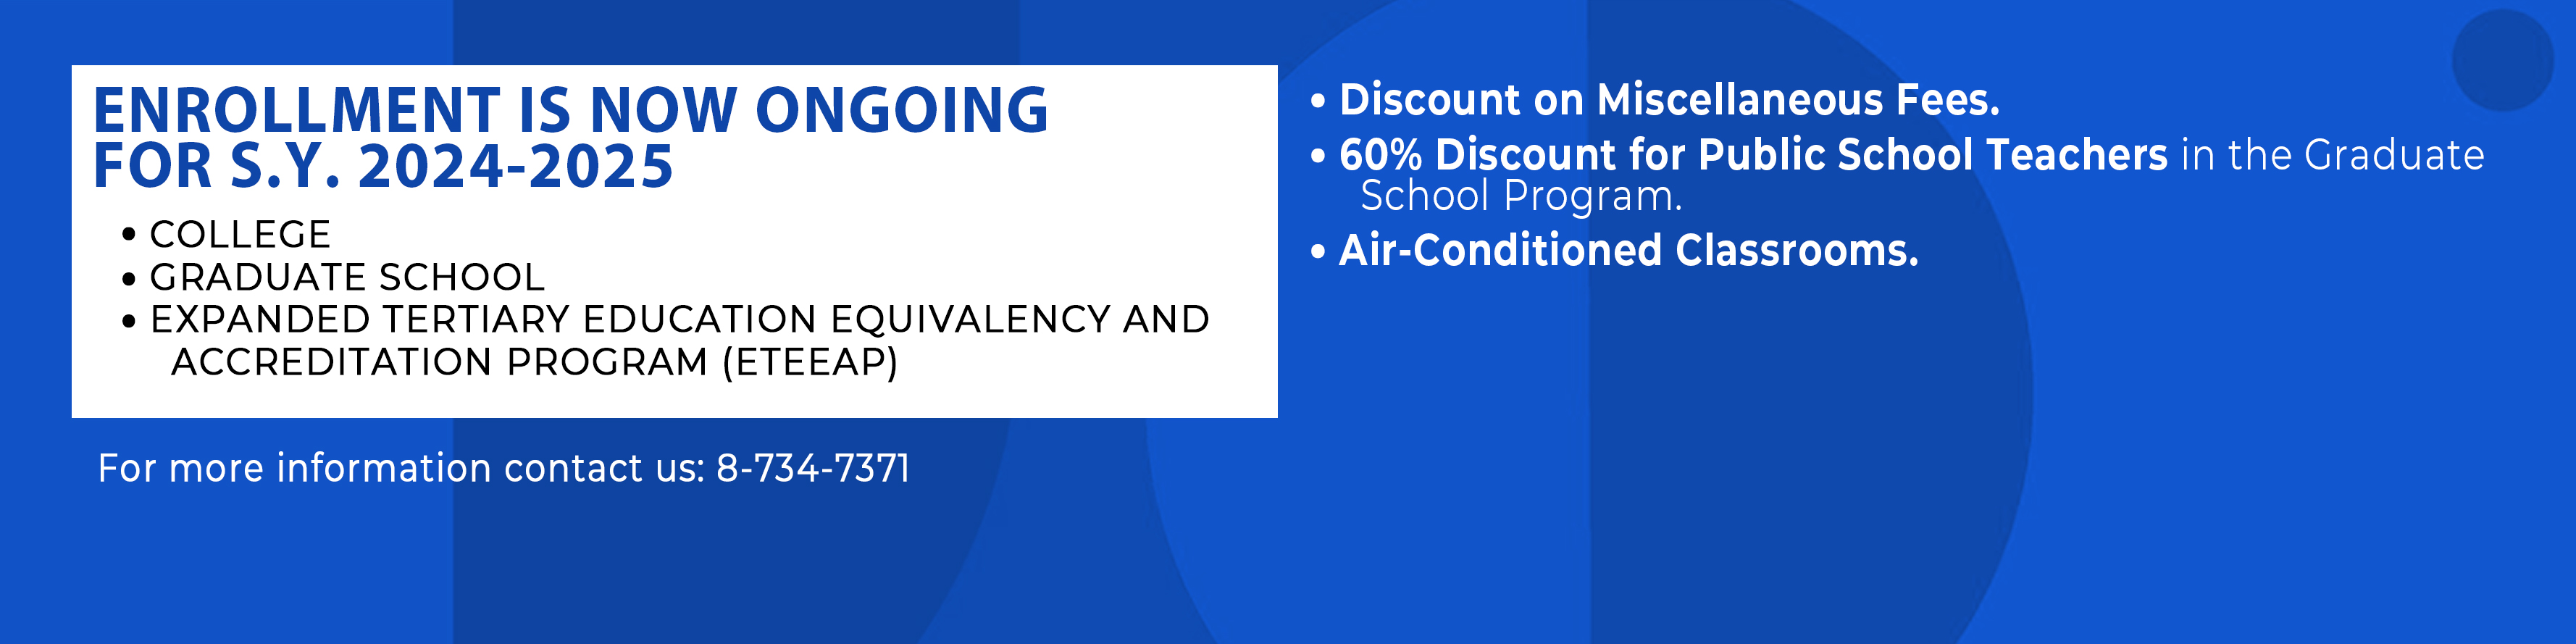 ENROLLMENT IS NOW ONGOING
FOR S.Y. 2024-2025
• COLLEGE
• GRADUATE SCHOOL
• EXPANDED TERTIARY EDUCATION EQUIVALENCY AND
ACCREDITATION PROGRAM (ETEEAP)
For more information contact us: 8-734-7371
• Discount on Miscellaneous Fees.
• 60% Discount for Public School Teachers in the Graduate
School Program.
• Air-Conditioned Classrooms.